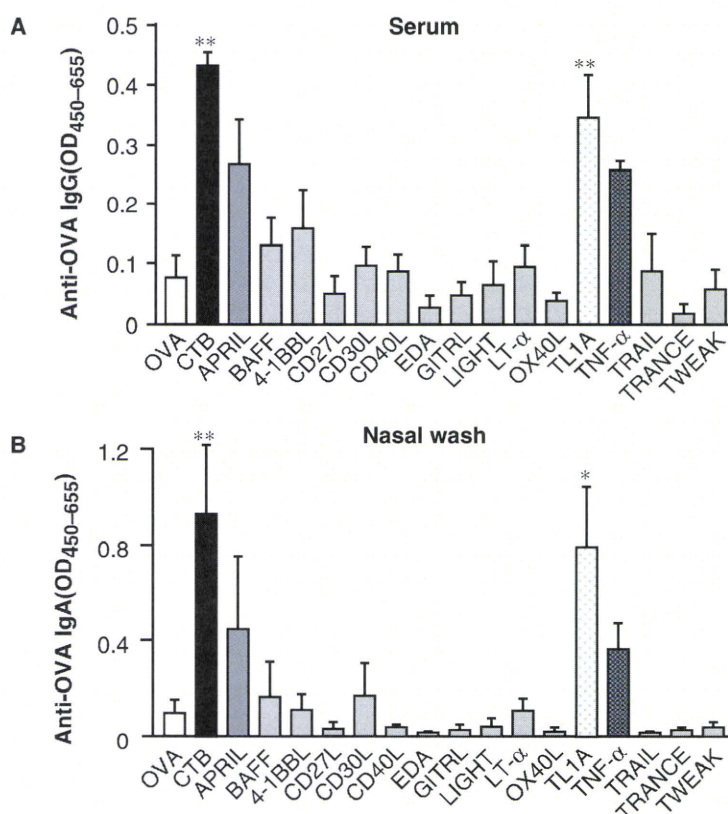 A
Serum
Anti-OVA IgG(OD450–655)
0.5
0.4
0.3
0.2
0.1
0
**
**
OVA
CTB
APRIL
BAFF
4-1BBL
CD27L
CD30L
CD40L
EDA
GITRL
LIGHT
LT-α
OX40L
TL1A
TNF-α
TRAIL
TRANCE
TWEAK
B
Nasal wash
Anti-OVA IgA(OD450–655)
1.2
0.8
0.4
0
**
*
OVA
CTB
APRIL
BAFF
4-1BBL
CD27L
CD30L
CD40L
EDA
GITRL
LIGHT
LT-α
OX40L
TL1A
TNF-α
TRAIL
TRANCE
TWEAK